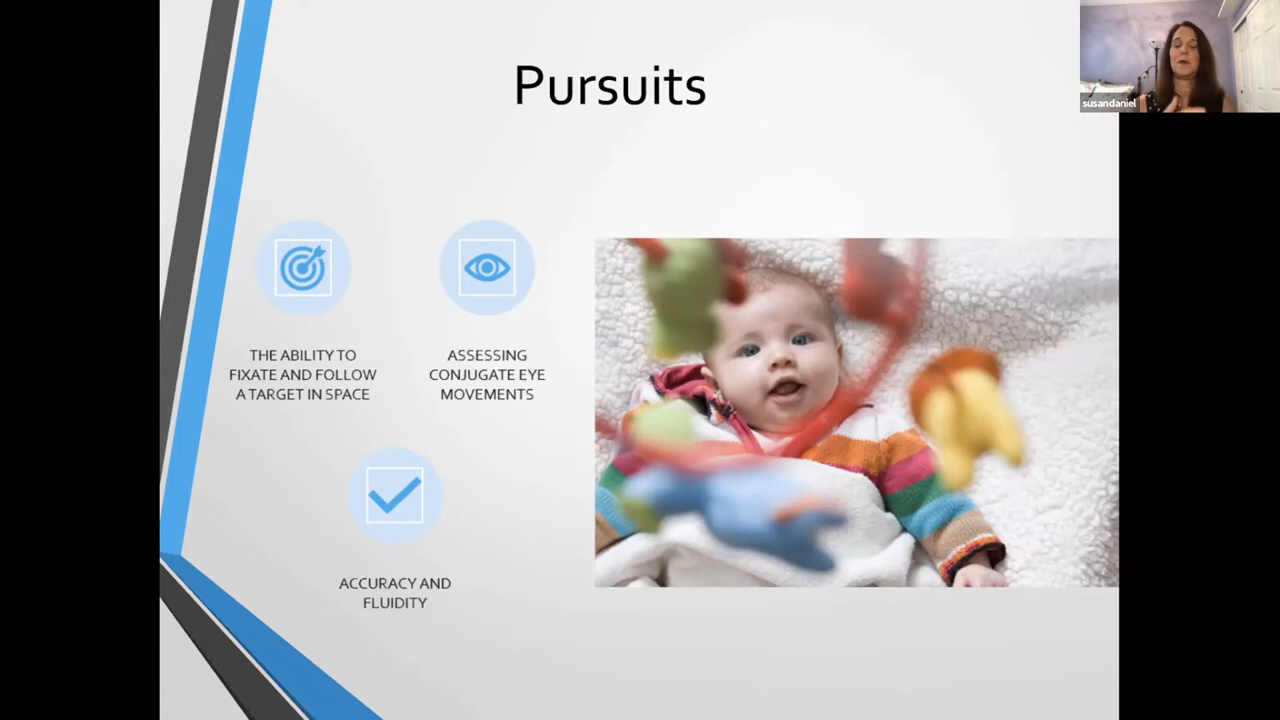 Pursuits
susandaniel
THE ABILITY TO
FIXATE AND FOLLOW
A TARGET IN SPACE
ASSESSING
CONJUGATE EYE
MOVEMENTS
ACCURACY AND
FLUIDITY